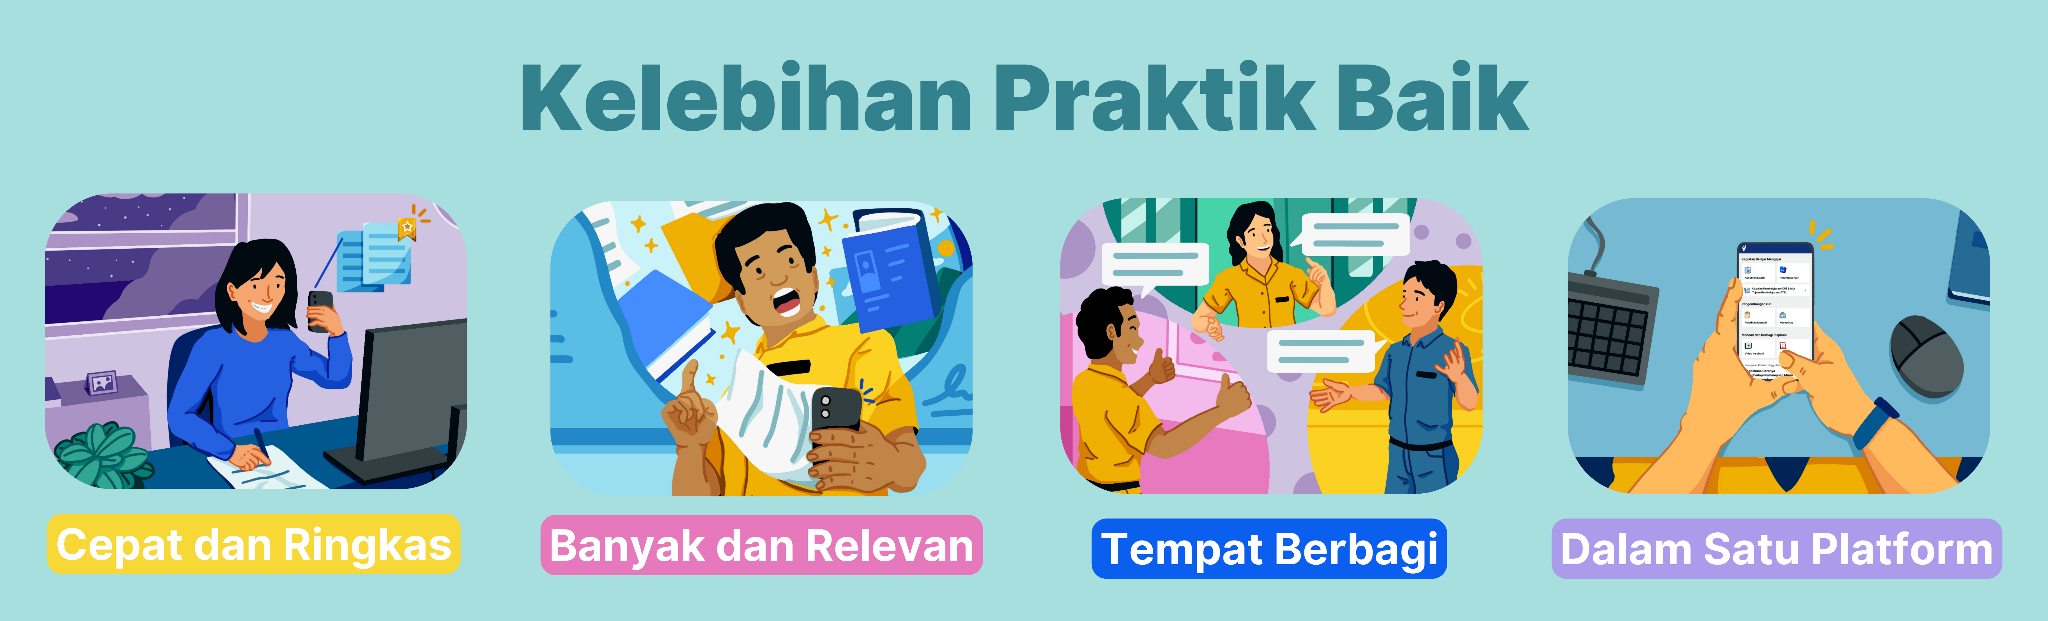 Kelebihan Praktik Baik
Cepat dan Ringkas
Banyak dan Relevan
Tempat Berbagi
Dalam Satu Platform